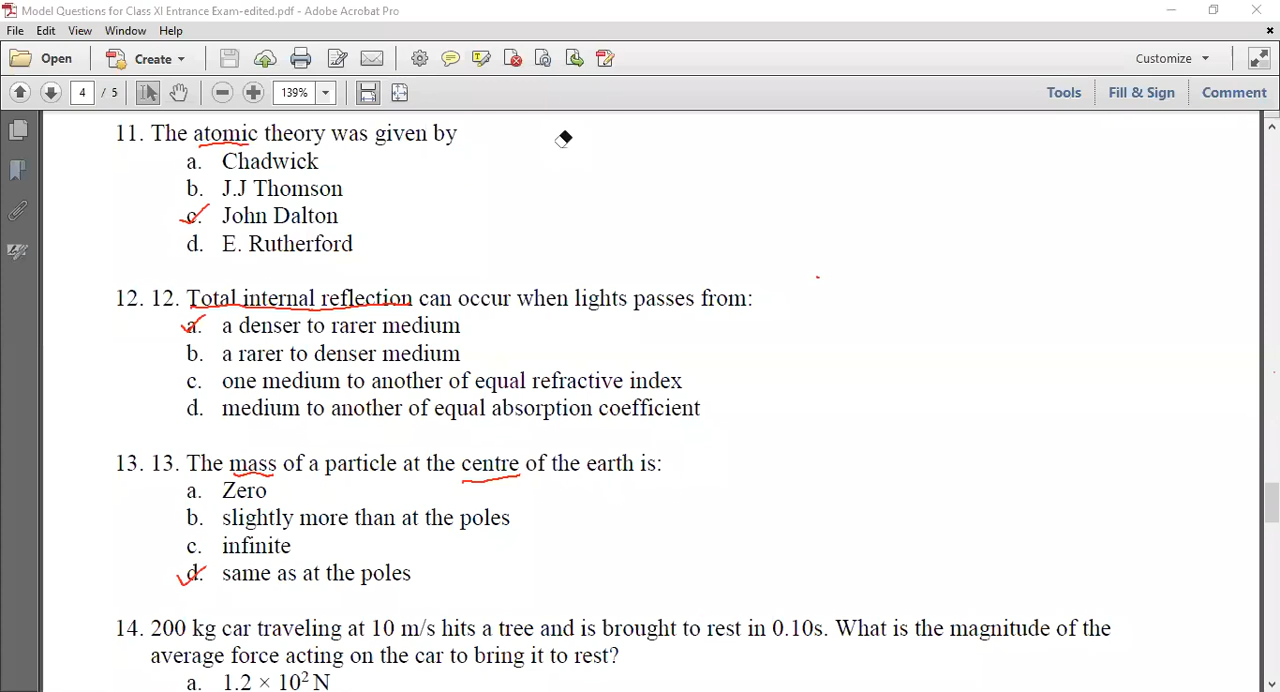 Model Questions for Class XI Entrance Exam-edited.pdf - Adobe Acrobat Pro
File Edit View Window Help
Open Create Customize
4 / 5 139% Tools Fill & Sign Comment
11. The atomic theory was given by
a. Chadwick
b. J.J Thomson
c. John Dalton
d. E. Rutherford
12. 12. Total internal reflection can occur when lights passes from:
a. a denser to rarer medium
b. a rarer to denser medium
c. one medium to another of equal refractive index
d. medium to another of equal absorption coefficient
13. 13. The mass of a particle at the centre of the earth is:
a. Zero
b. slightly more than at the poles
c. infinite
d. same as at the poles
14. 200 kg car traveling at 10 m/s hits a tree and is brought to rest in 0.10s. What is the magnitude of the
average force acting on the car to bring it to rest?
a. 1.2 × 10² N